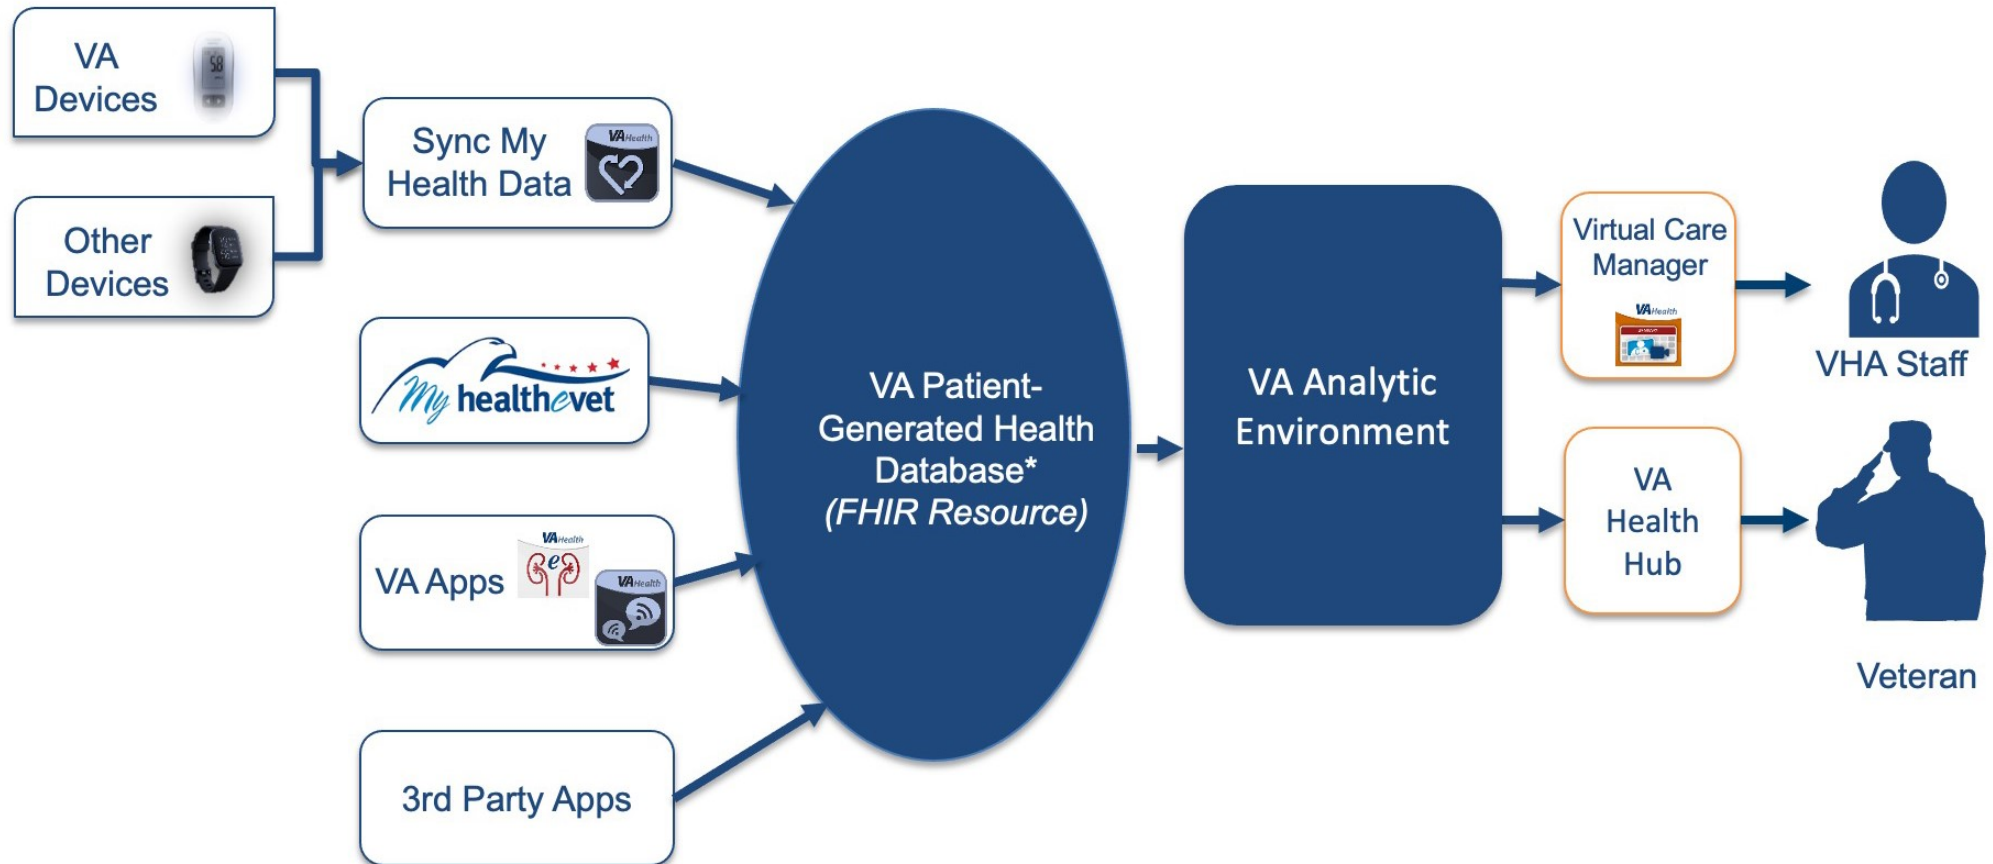 VA
Devices
58
Other
Devices
Sync My
Health Data
VA Health
My healthevet
VA Apps
VA Health
e
VA Health
3rd Party Apps
VA Patient-
Generated Health
Database*
(FHIR Resource)
VA Analytic
Environment
Virtual Care
Manager
VA Health
VHA Staff
VA
Health
Hub
Veteran